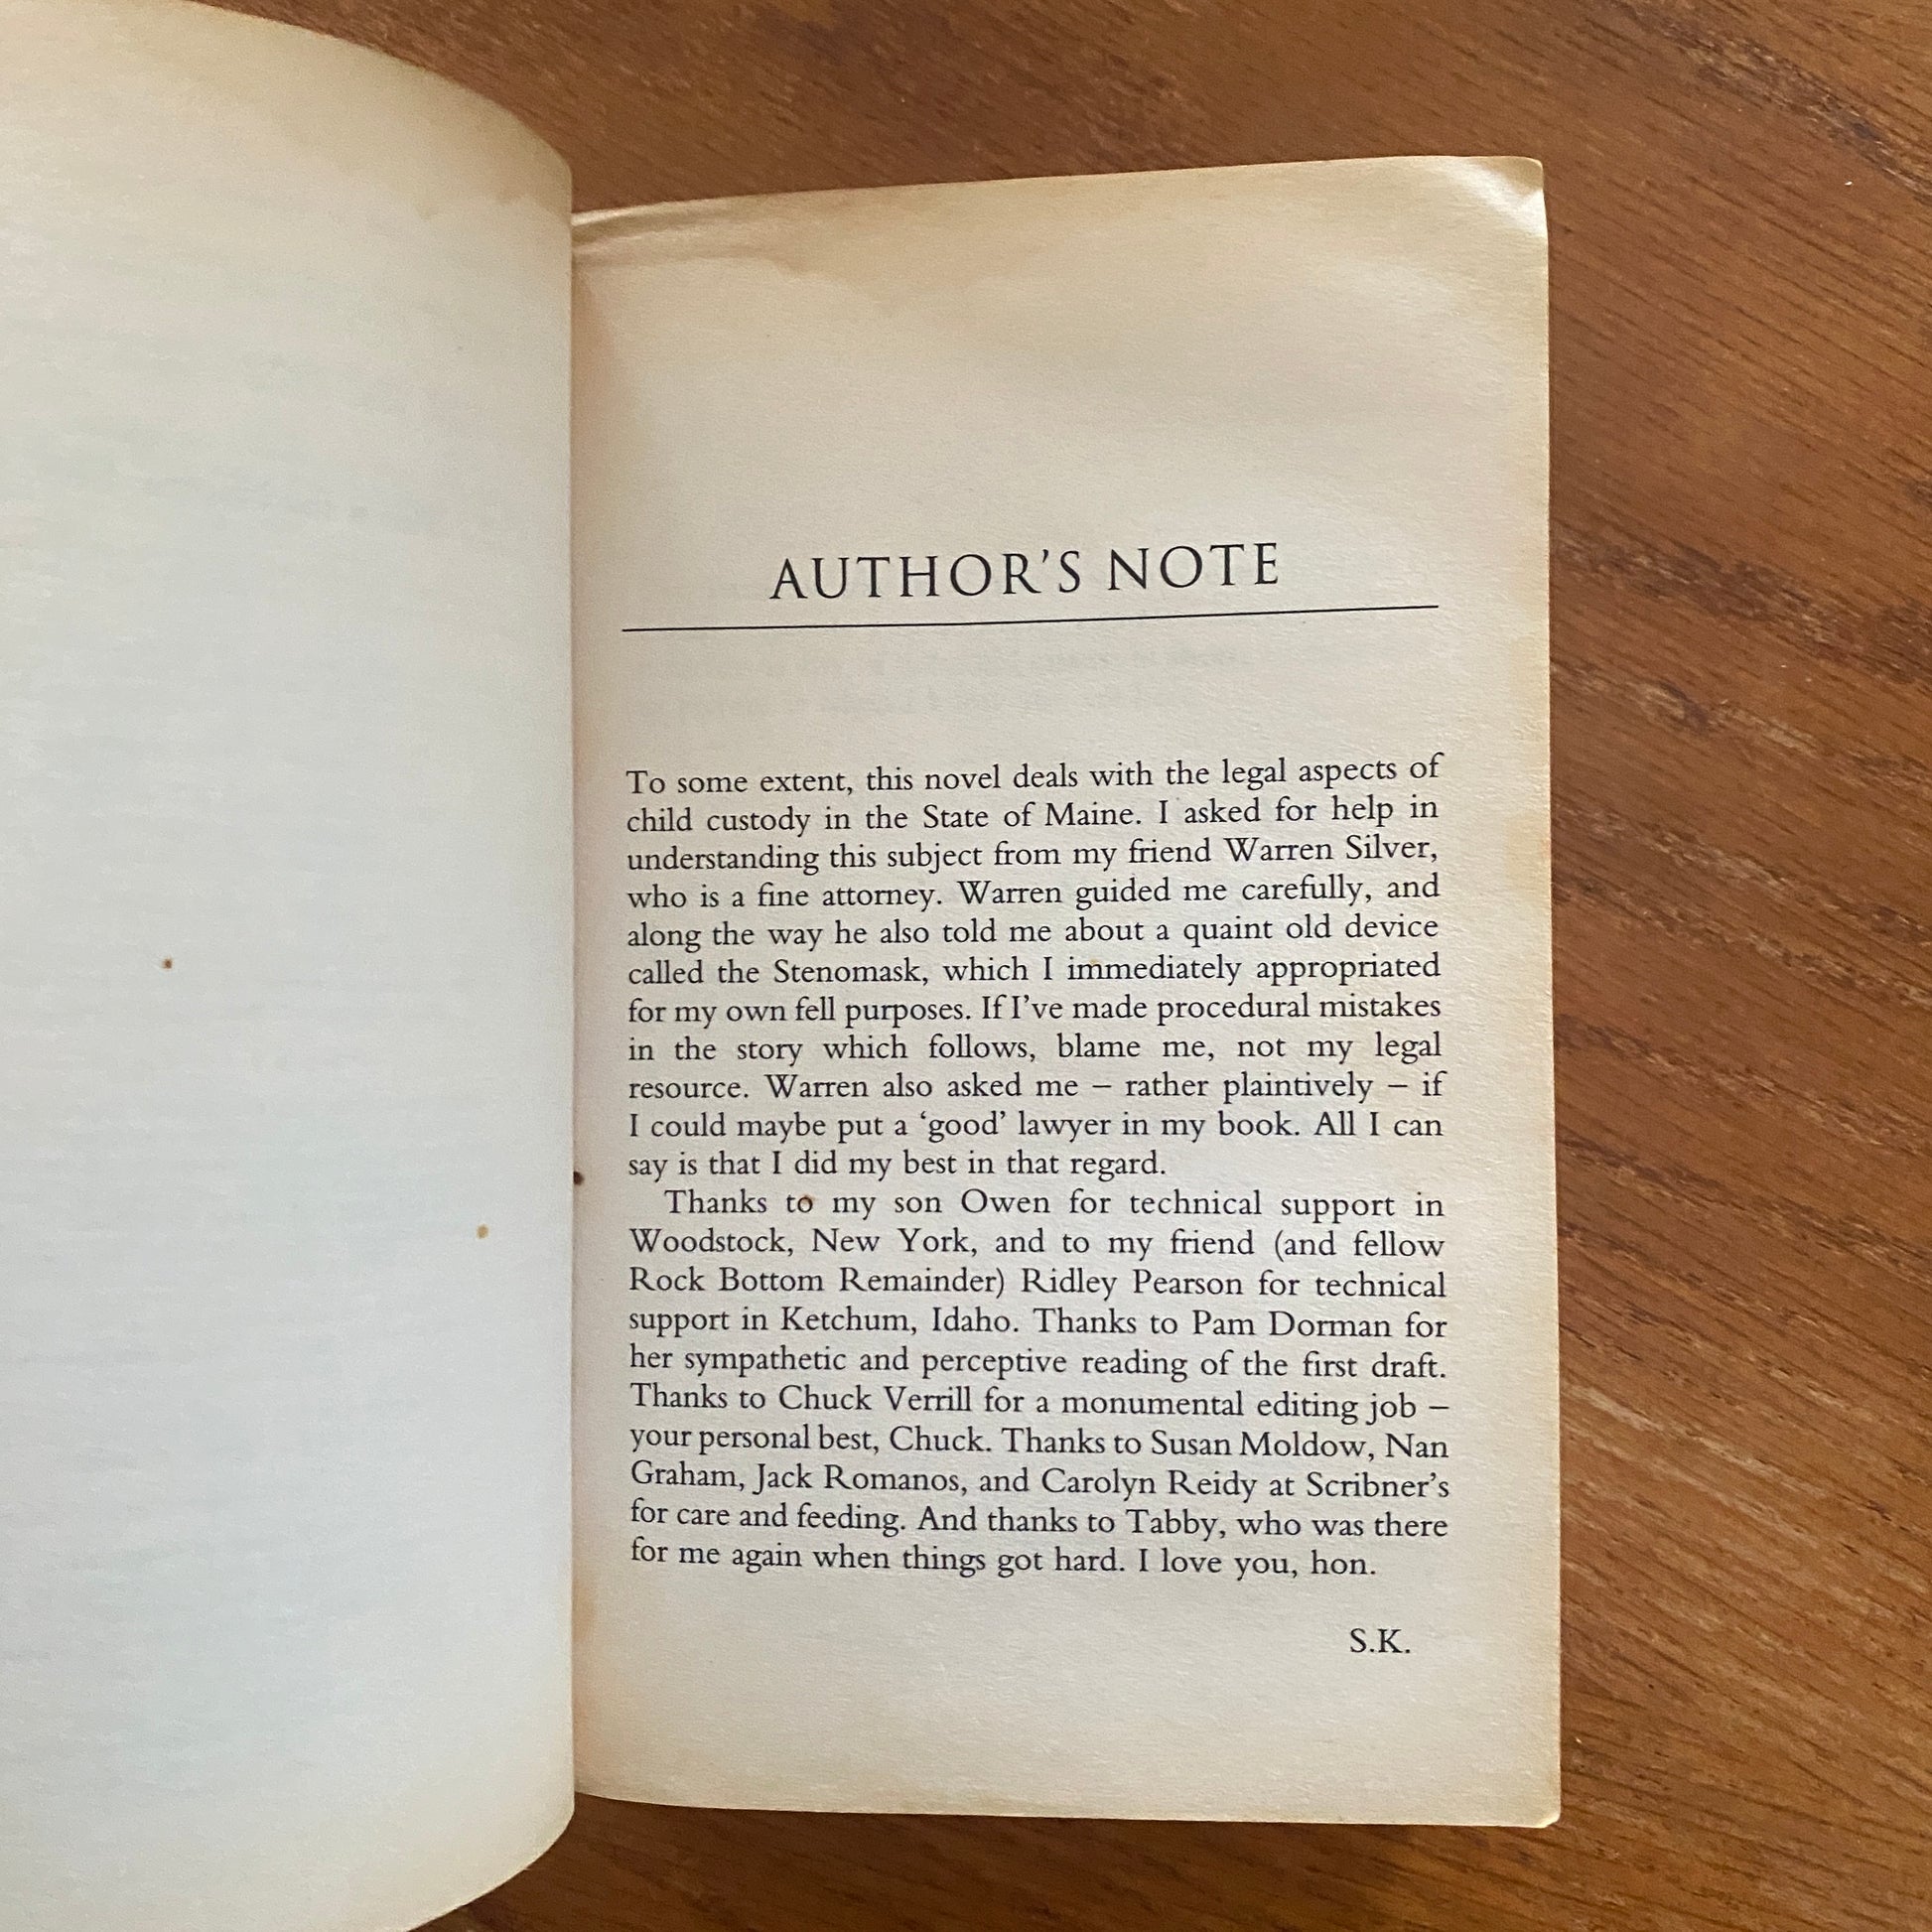 AUTHOR’S NOTE
To some extent, this novel deals with the legal aspects of
child custody in the State of Maine. I asked for help in
understanding this subject from my friend Warren Silver,
who is a fine attorney. Warren guided me carefully, and
along the way he also told me about a quaint old device
called the Stenomask, which I immediately appropriated
for my own fell purposes. If I’ve made procedural mistakes
in the story which follows, blame me, not my legal
resource. Warren also asked me – rather plaintively – if
I could maybe put a ‘good’ lawyer in my book. All I can
say is that I did my best in that regard.
Thanks to my son Owen for technical support in
Woodstock, New York, and to my friend (and fellow
Rock Bottom Remainder) Ridley Pearson for technical
support in Ketchum, Idaho. Thanks to Pam Dorman for
her sympathetic and perceptive reading of the first draft.
Thanks to Chuck Verrill for a monumental editing job –
your personal best, Chuck. Thanks to Susan Moldow, Nan
Graham, Jack Romanos, and Carolyn Reidy at Scribner’s
for care and feeding. And thanks to Tabby, who was there
for me again when things got hard. I love you, hon.
S.K.